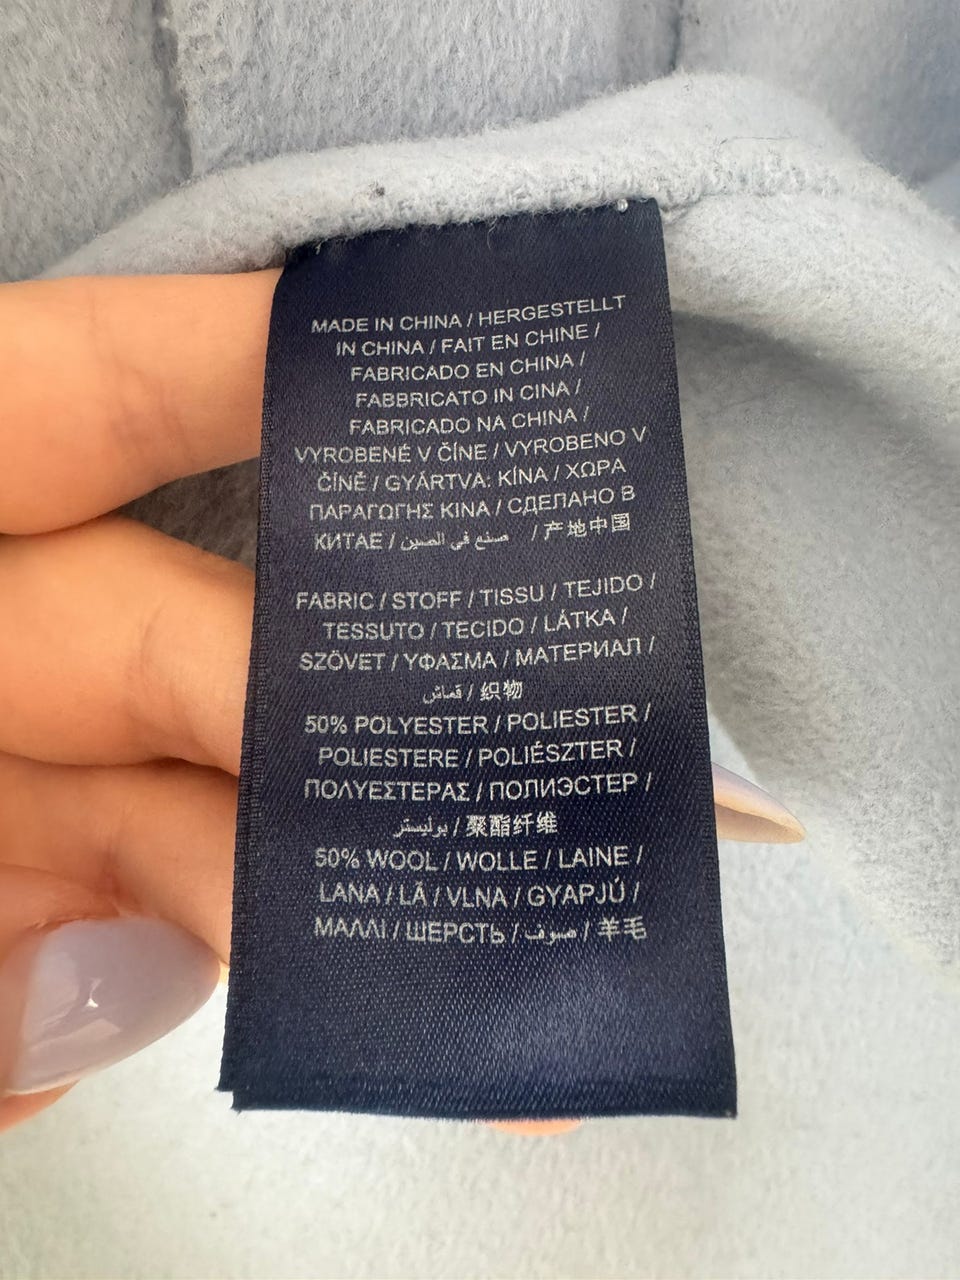 MADE IN CHINA / HERGESTELLT
IN CHINA / FAIT EN CHINE /
FABRICADO EN CHINA /
FABBRICATO IN CINA /
FABRICADO NA CHINA /
VYROBENÉ V ČÍNE / VYROBENO V
ČÍNĚ / GYÁRTVA: KÍNA / ΧΩΡΑ
ΠΑΡΑΓΩΓΗΣ ΚΙΝΑ / СДЕЛАНО В
КИТАЕ / صنع في الصين / 产地中国
FABRIC / STOFF / TISSU / TEJIDO /
TESSUTO / TECIDO / LÁTKA /
SZÖVET / ΥΦΑΣΜΑ / МАТЕРИАЛ /
قماش / 织物
50% POLYESTER / POLIESTER /
POLIESTERE / POLIÉSZTER /
ΠΟΛΥΕΣΤΕΡΑΣ / ПОЛИЭСТЕР /
بوليستر / 聚酯纤维
50% WOOL / WOLLE / LAINE /
LANA / LÃ / VLNA / GYAPJÚ /
ΜΑΛΛΙ / ШЕРСТЬ / صوف / 羊毛